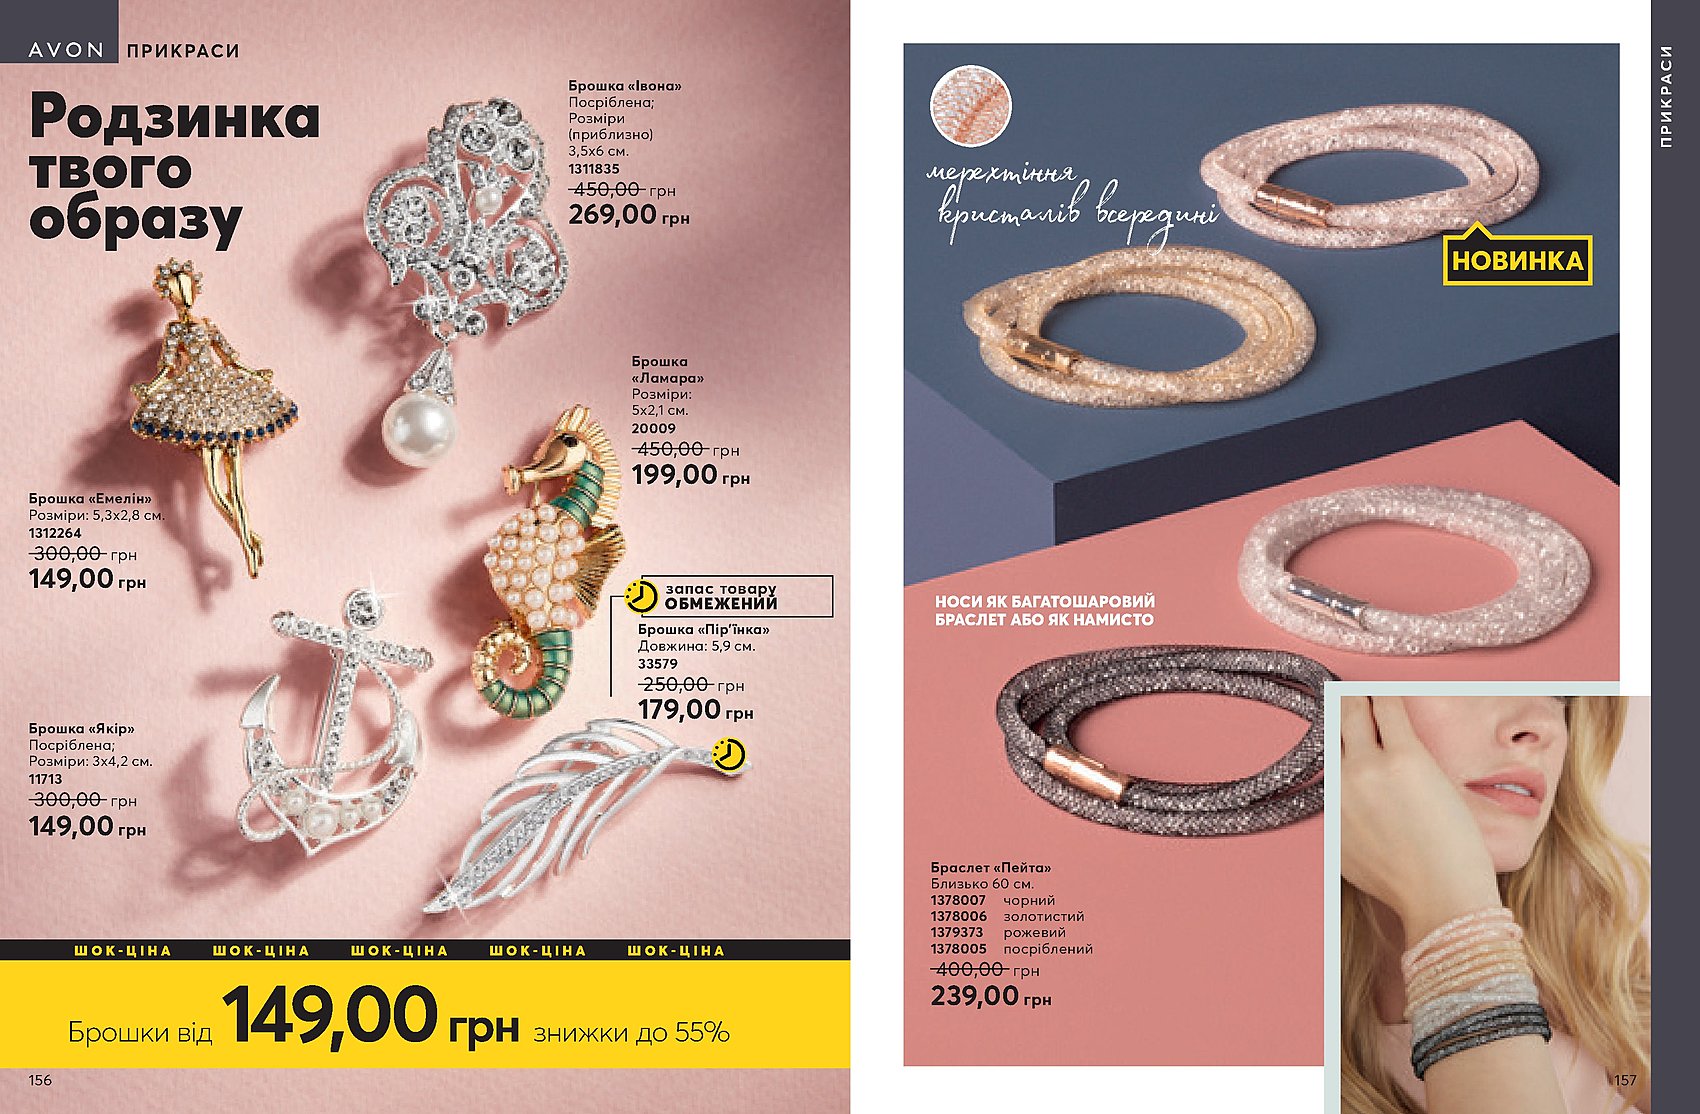 AVON ПРИКРАСИ
Родзинка
твого
образу
Брошка «Івона»
Посріблена;
Розміри
(приблизно)
3,5х6 см.
1311835
450,00 грн
269,00 грн
Брошка
«Ламара»
Розміри:
5х2,1 см.
20009
450,00 грн
199,00 грн
Брошка «Емелін»
Розміри: 5,3х2,8 см.
1312264
300,00 грн
149,00 грн
запас товару
ОБМЕЖЕНИЙ
Брошка «Пір’їнка»
Довжина: 5,9 см.
33579
250,00 грн
179,00 грн
Брошка «Якір»
Посріблена;
Розміри: 3х4,2 см.
11713
300,00 грн
149,00 грн
ШОК-ЦІНА ШОК-ЦІНА ШОК-ЦІНА ШОК-ЦІНА ШОК-ЦІНА
Брошки від 149,00 грн знижки до 55%
156
ПРИКРАСИ
мерехтіння
кристалів всередині
НОВИНКА
НОСИ ЯК БАГАТОШАРОВИЙ
БРАСЛЕТ АБО ЯК НАМИСТО
Браслет «Пейта»
Близько 60 см.
1378007 чорний
1378006 золотистий
1379373 рожевий
1378005 посріблений
400,00 грн
239,00 грн
157